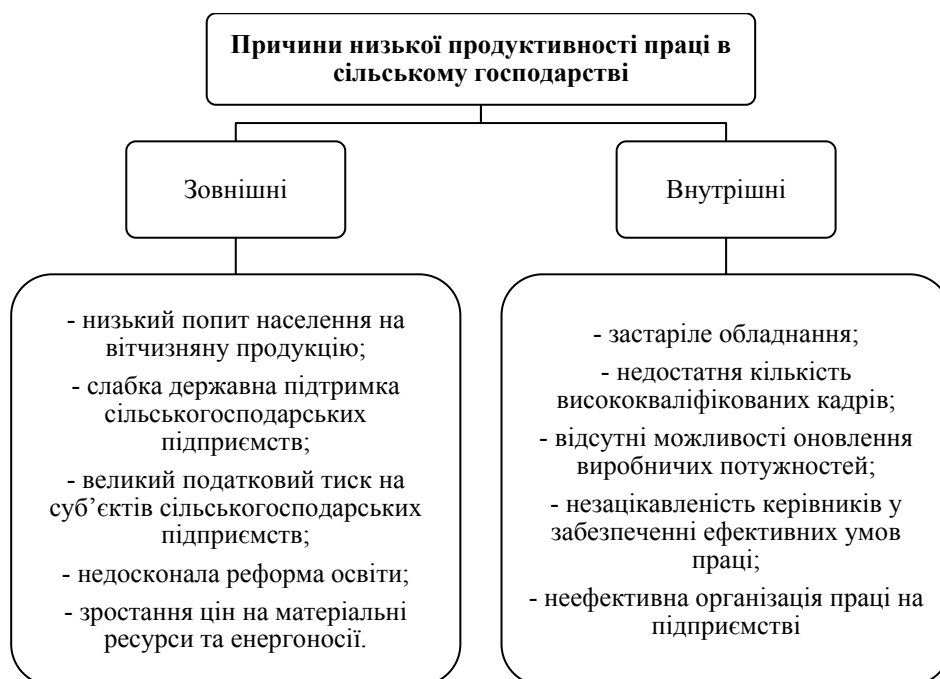 Причини низької продуктивності праці в
сільському господарстві
Зовнішні
Внутрішні
- низький попит населення на
вітчизняну продукцію;
- слабка державна підтримка
сільськогосподарських
підприємств;
- великий податковий тиск на
суб’єктів сільськогосподарських
підприємств;
- недосконала реформа освіти;
- зростання цін на матеріальні
ресурси та енергоносії.
- застаріле обладнання;
- недостатня кількість
висококваліфікованих кадрів;
- відсутні можливості оновлення
виробничих потужностей;
- незацікавленість керівників у
забезпеченні ефективних умов
праці;
- неефективна організація праці на
підприємстві